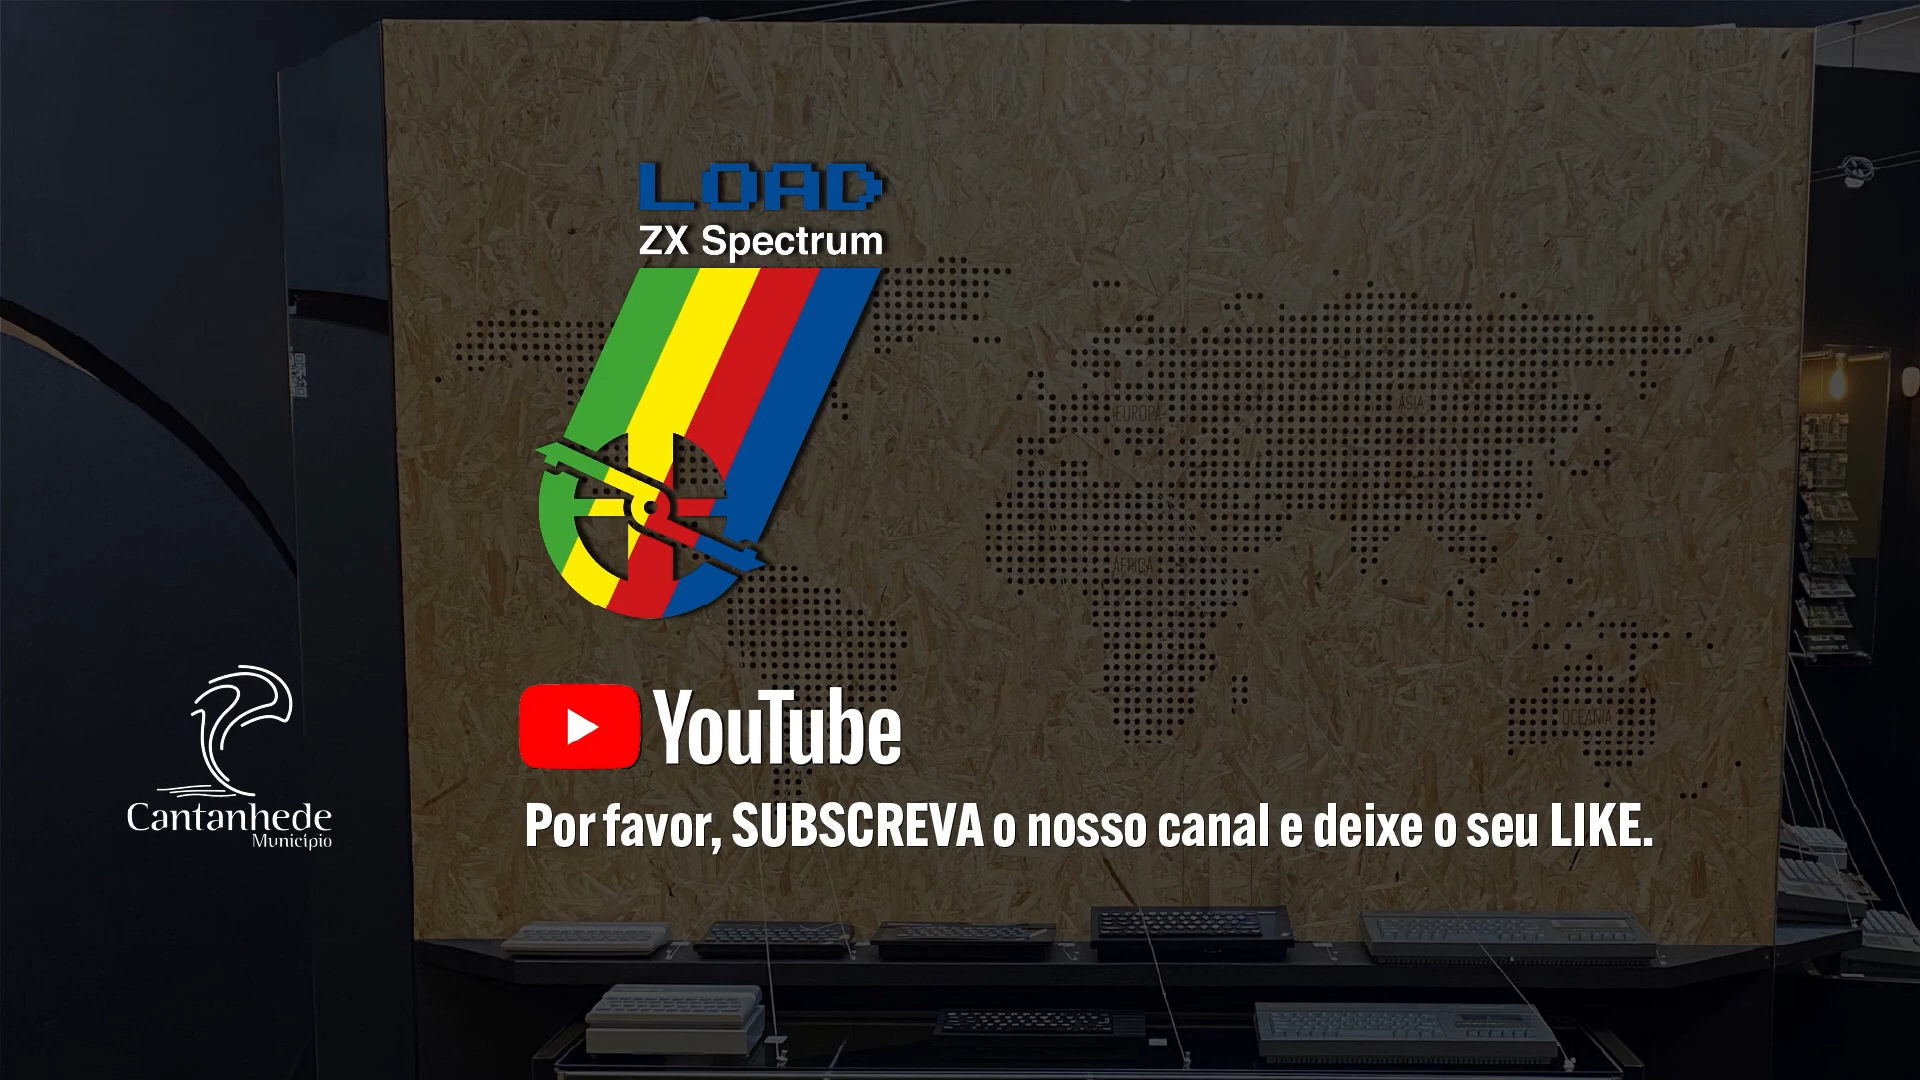 LOAD
ZX Spectrum
EUROPA
ÁSIA
ÁFRICA
OCEANIA
YouTube
Cantanhede
Município
Por favor, SUBSCREVA o nosso canal e deixe o seu LIKE.